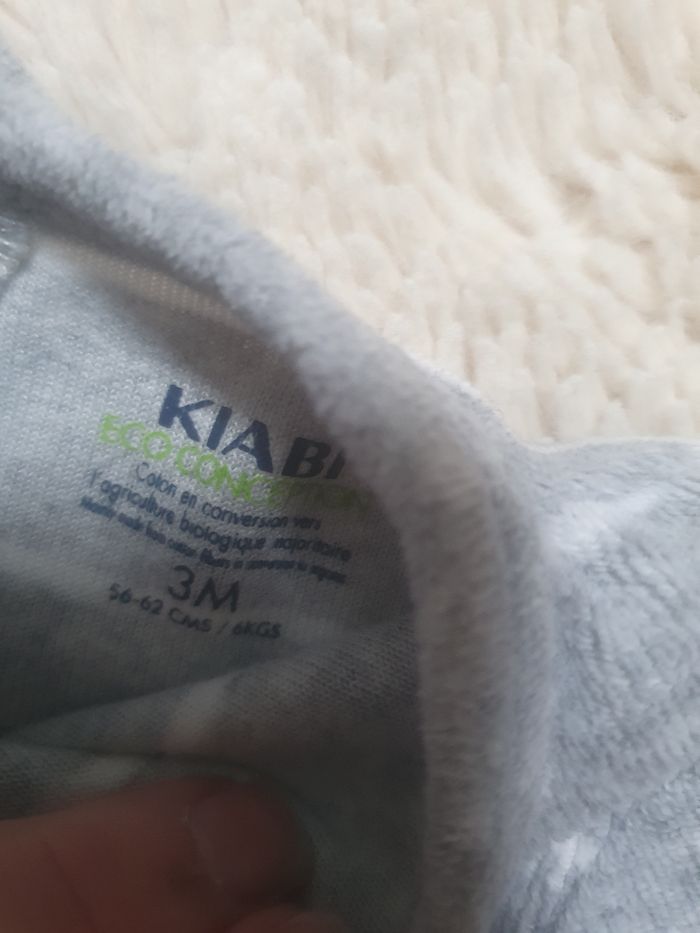 KIABI
ECO CONCEPTION
Coton en conversion vers
l'agriculture biologique majoritaire
3M
56-62 CMS / 6KGS